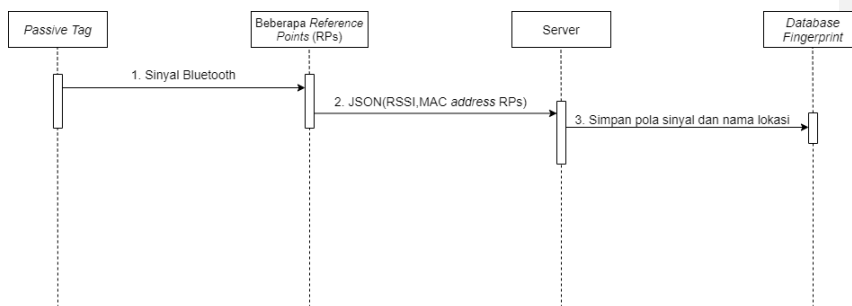 Passive Tag
Beberapa Reference
Points (RPs)
Server
Database
Fingerprint
1. Sinyal Bluetooth
2. JSON(RSSI,MAC address RPs)
3. Simpan pola sinyal dan nama lokasi